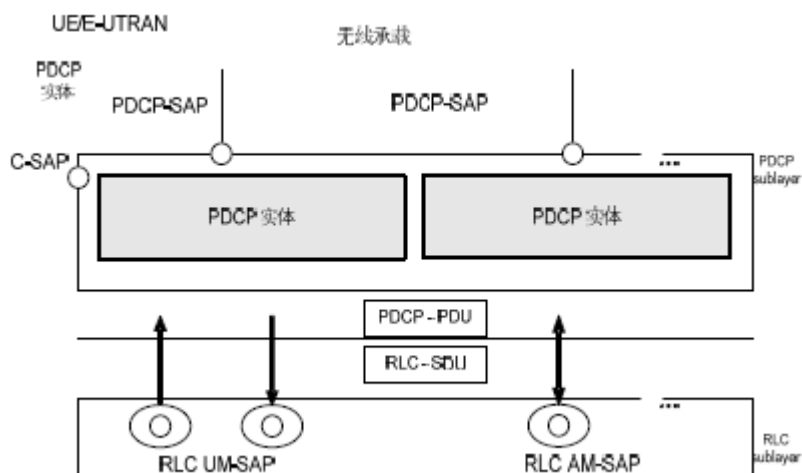 UE/E-UTRAN
无线承载
PDCP
实体
PDCP-SAP
PDCP-SAP
C-SAP
...
PDCP
sublayer
PDCP 实体
PDCP 实体
PDCP-PDU
RLC-SDU
...
RLC UM-SAP
RLC AM-SAP
RLC
sublayer